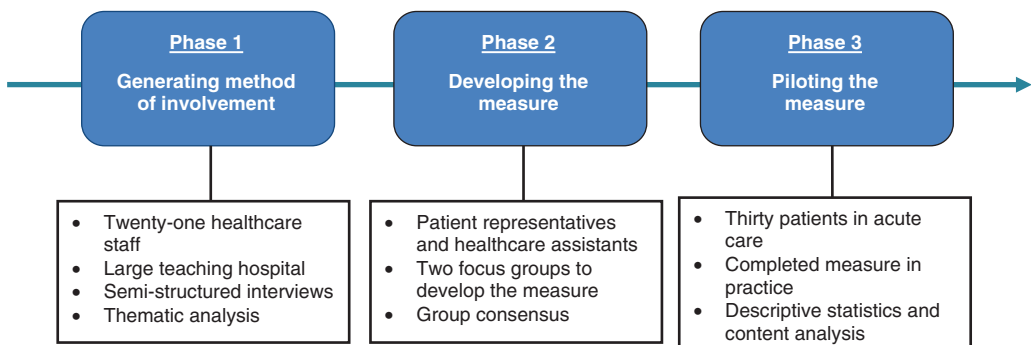 Phase 1
Generating method
of involvement
Phase 2
Developing the
measure
Phase 3
Piloting the
measure
• Twenty-one healthcare
staff
• Large teaching hospital
• Semi-structured interviews
• Thematic analysis
• Patient representatives
and healthcare assistants
• Two focus groups to
develop the measure
• Group consensus
• Thirty patients in acute
care
• Completed measure in
practice
• Descriptive statistics and
content analysis